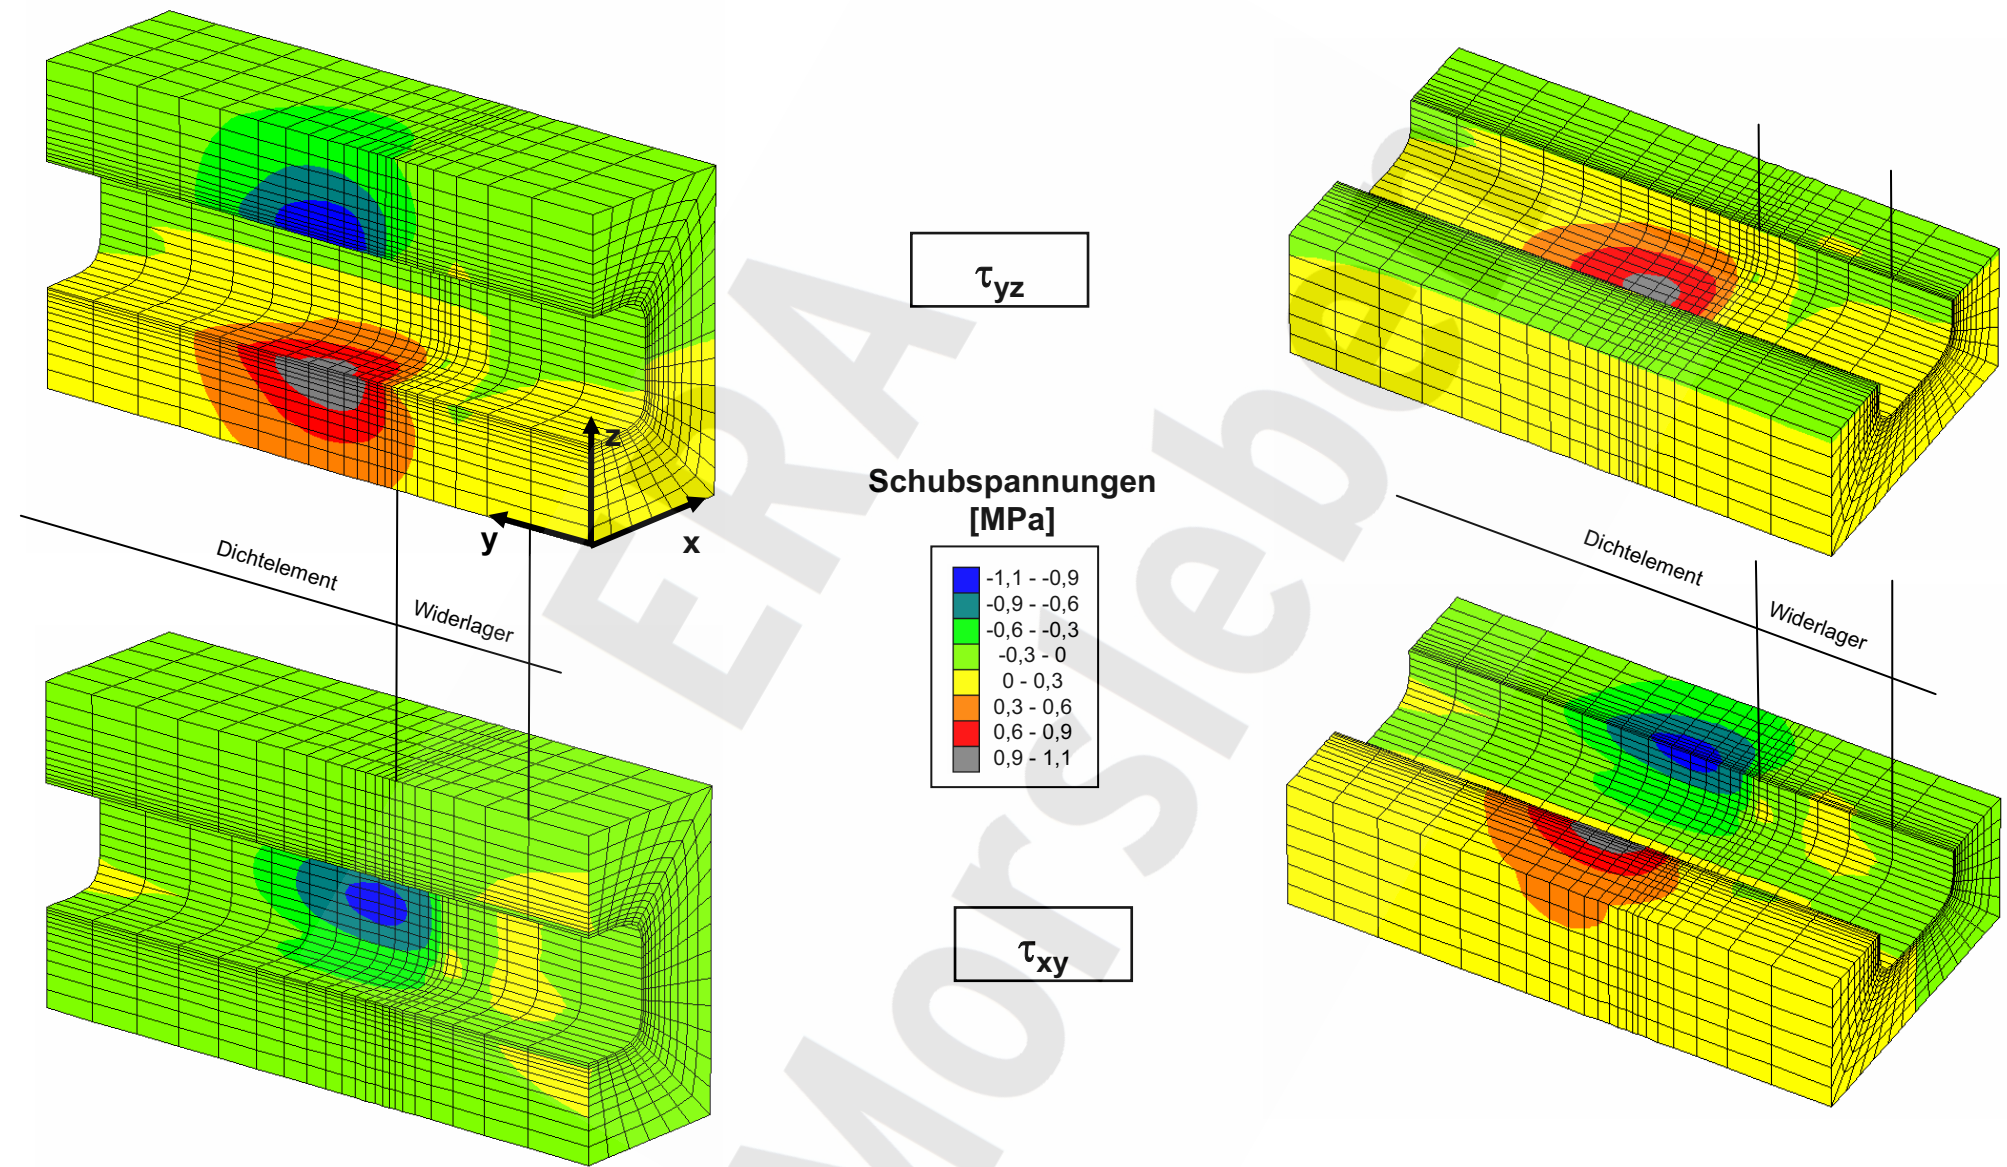 τyz
z
y
x
Schubspannungen
[MPa]
-1,1 - -0,9
-0,9 - -0,6
-0,6 - -0,3
-0,3 - 0
0 - 0,3
0,3 - 0,6
0,6 - 0,9
0,9 - 1,1
Dichtelement
Widerlager
Dichtelement
Widerlager
τxy
ERA
Morsleben